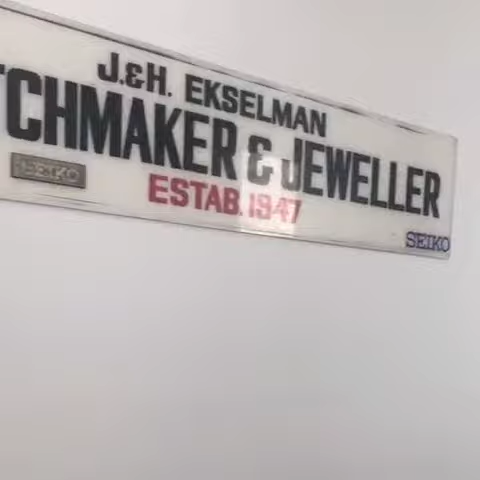 J.&H. EKSELMAN
TCHMAKER & JEWELLER
SEIKO
ESTAB. 1947
SEIKO